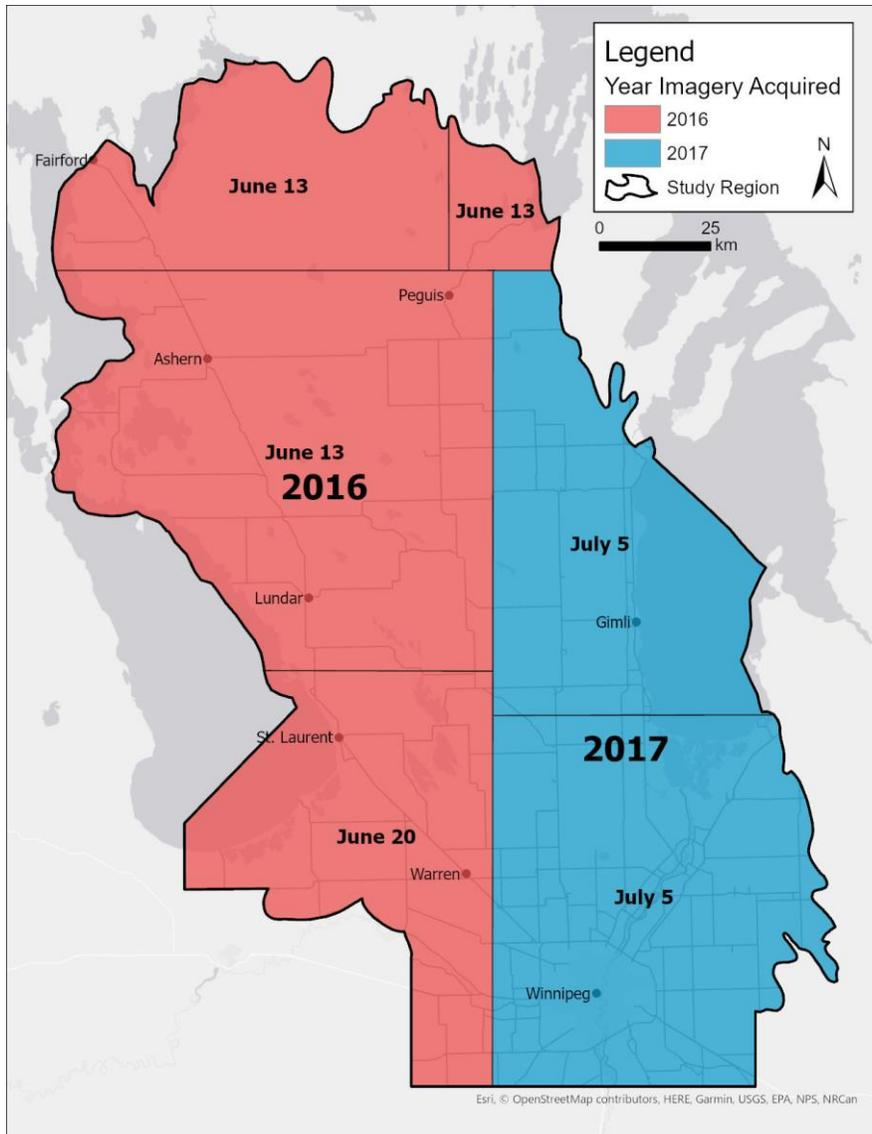 Legend
Year Imagery Acquired
2016
2017
Study Region
N
0 25
km
Fairford
June 13
June 13
Peguis
Ashern
June 13
2016
July 5
Lundar
Gimli
St. Laurent
2017
June 20
Warren
July 5
Winnipeg
Esri, © OpenStreetMap contributors, HERE, Garmin, USGS, EPA, NPS, NRCan